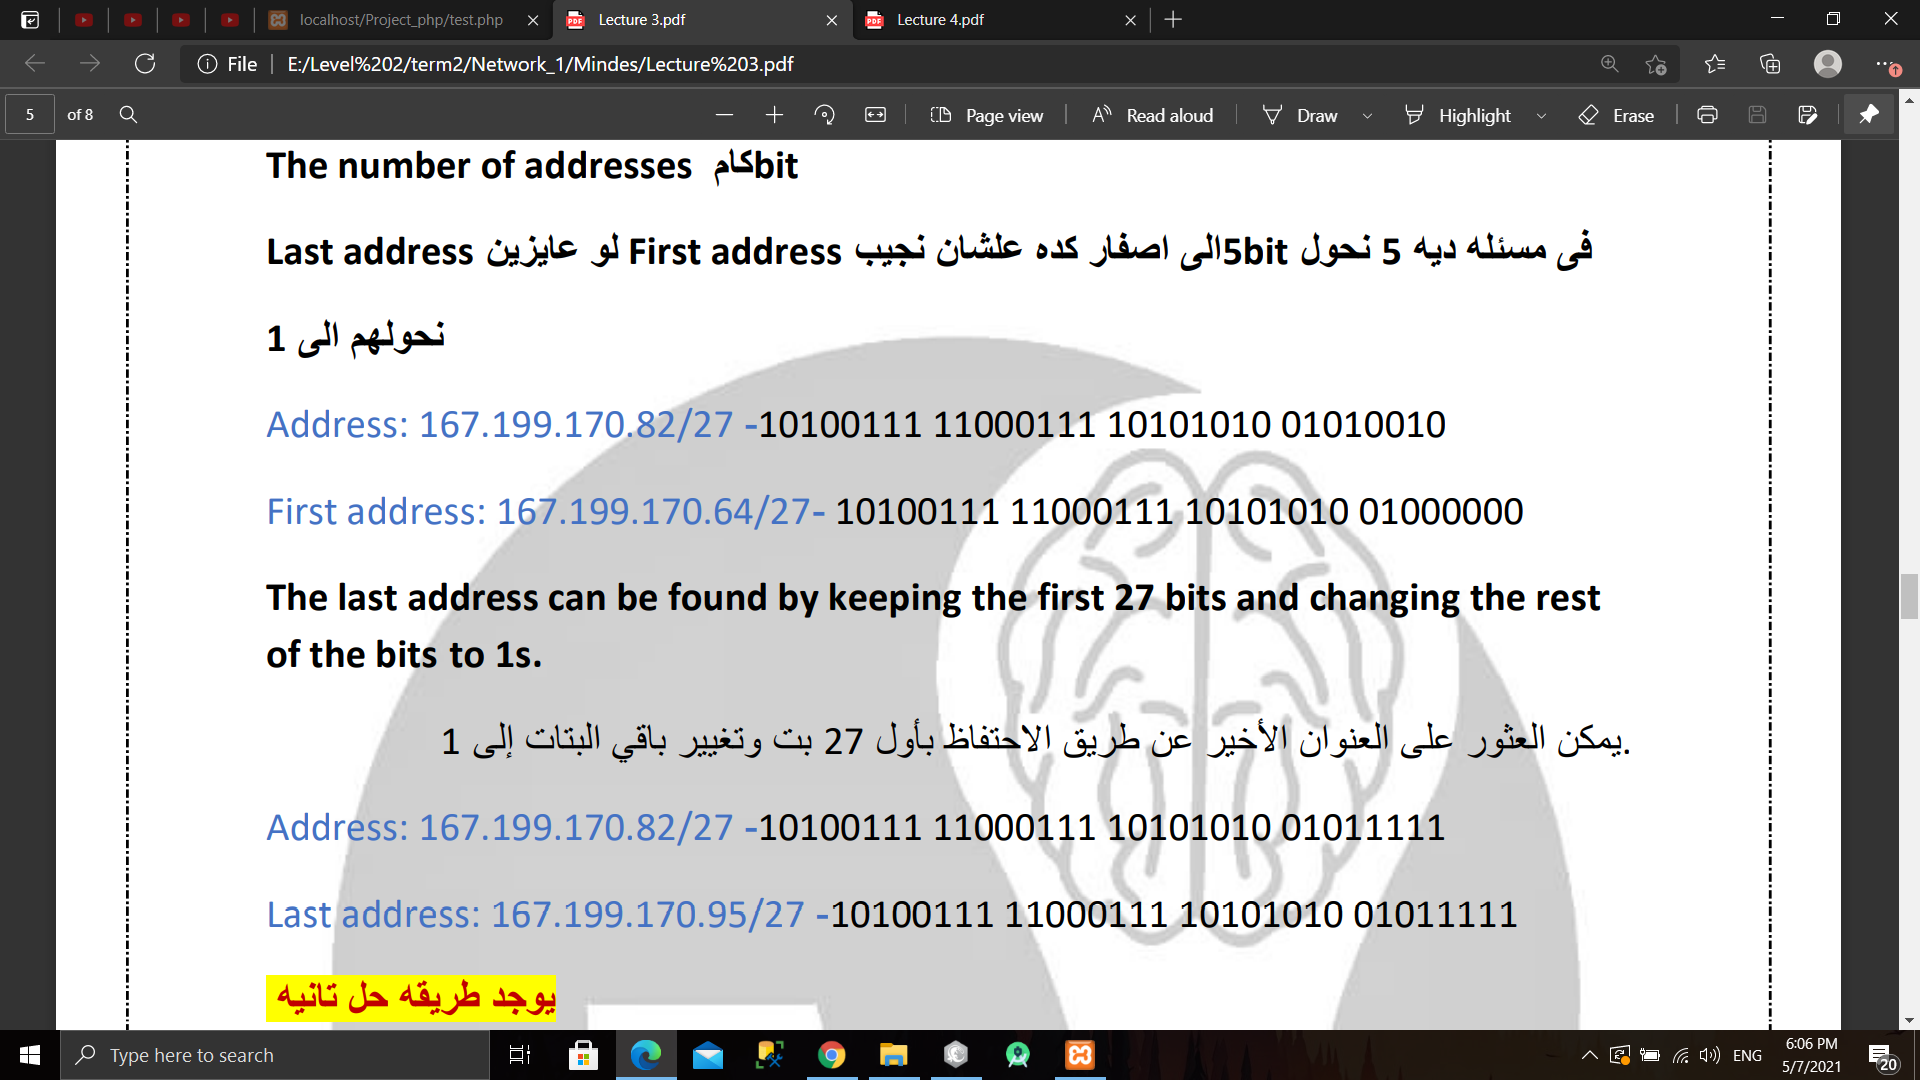 localhost/Project_php/test.php
Lecture 3.pdf
Lecture 4.pdf
File
E:/Level%202/term2/Network_1/Mindes/Lecture%203.pdf
5 of 8
Page view
Read aloud
Draw
Highlight
Erase
The number of addresses كام bit
فى مسئله ديه 5 نحول 5bit الى اصفار كده علشان نجيب First address لو عايزين Last address
نحولهم الى 1
Address: 167.199.170.82/27 -10100111 11000111 10101010 01010010
First address: 167.199.170.64/27- 10100111 11000111 10101010 01000000
The last address can be found by keeping the first 27 bits and changing the rest
of the bits to 1s.
يمكن العثور على العنوان الأخير عن طريق الاحتفاظ بأول 27 بت وتغيير باقي البتات إلى 1.
Address: 167.199.170.82/27 -10100111 11000111 10101010 01011111
Last address: 167.199.170.95/27 -10100111 11000111 10101010 01011111
يوجد طريقه حل تانيه
Type here to search
ENG
6:06 PM
5/7/2021
20